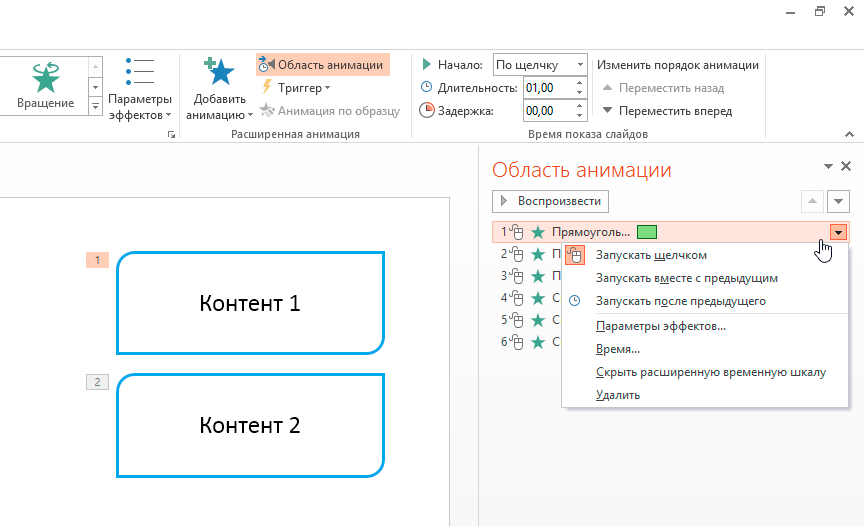 Вращение
Параметры
эффектов
Добавить
анимацию
Область анимации
Триггер
Анимация по образцу
Расширенная анимация
Начало: По щелчку
Длительность: 01,00
Задержка: 00,00
Время показа слайдов
Изменить порядок анимации
Переместить назад
Переместить вперед
1
Контент 1
2
Контент 2
Область анимации
Воспроизвести
1 Прямоуголь...
2 П
3 П
4 С
5 С
6 С
Запускать щелчком
Запускать вместе с предыдущим
Запускать после предыдущего
Параметры эффектов...
Время...
Скрыть расширенную временную шкалу
Удалить